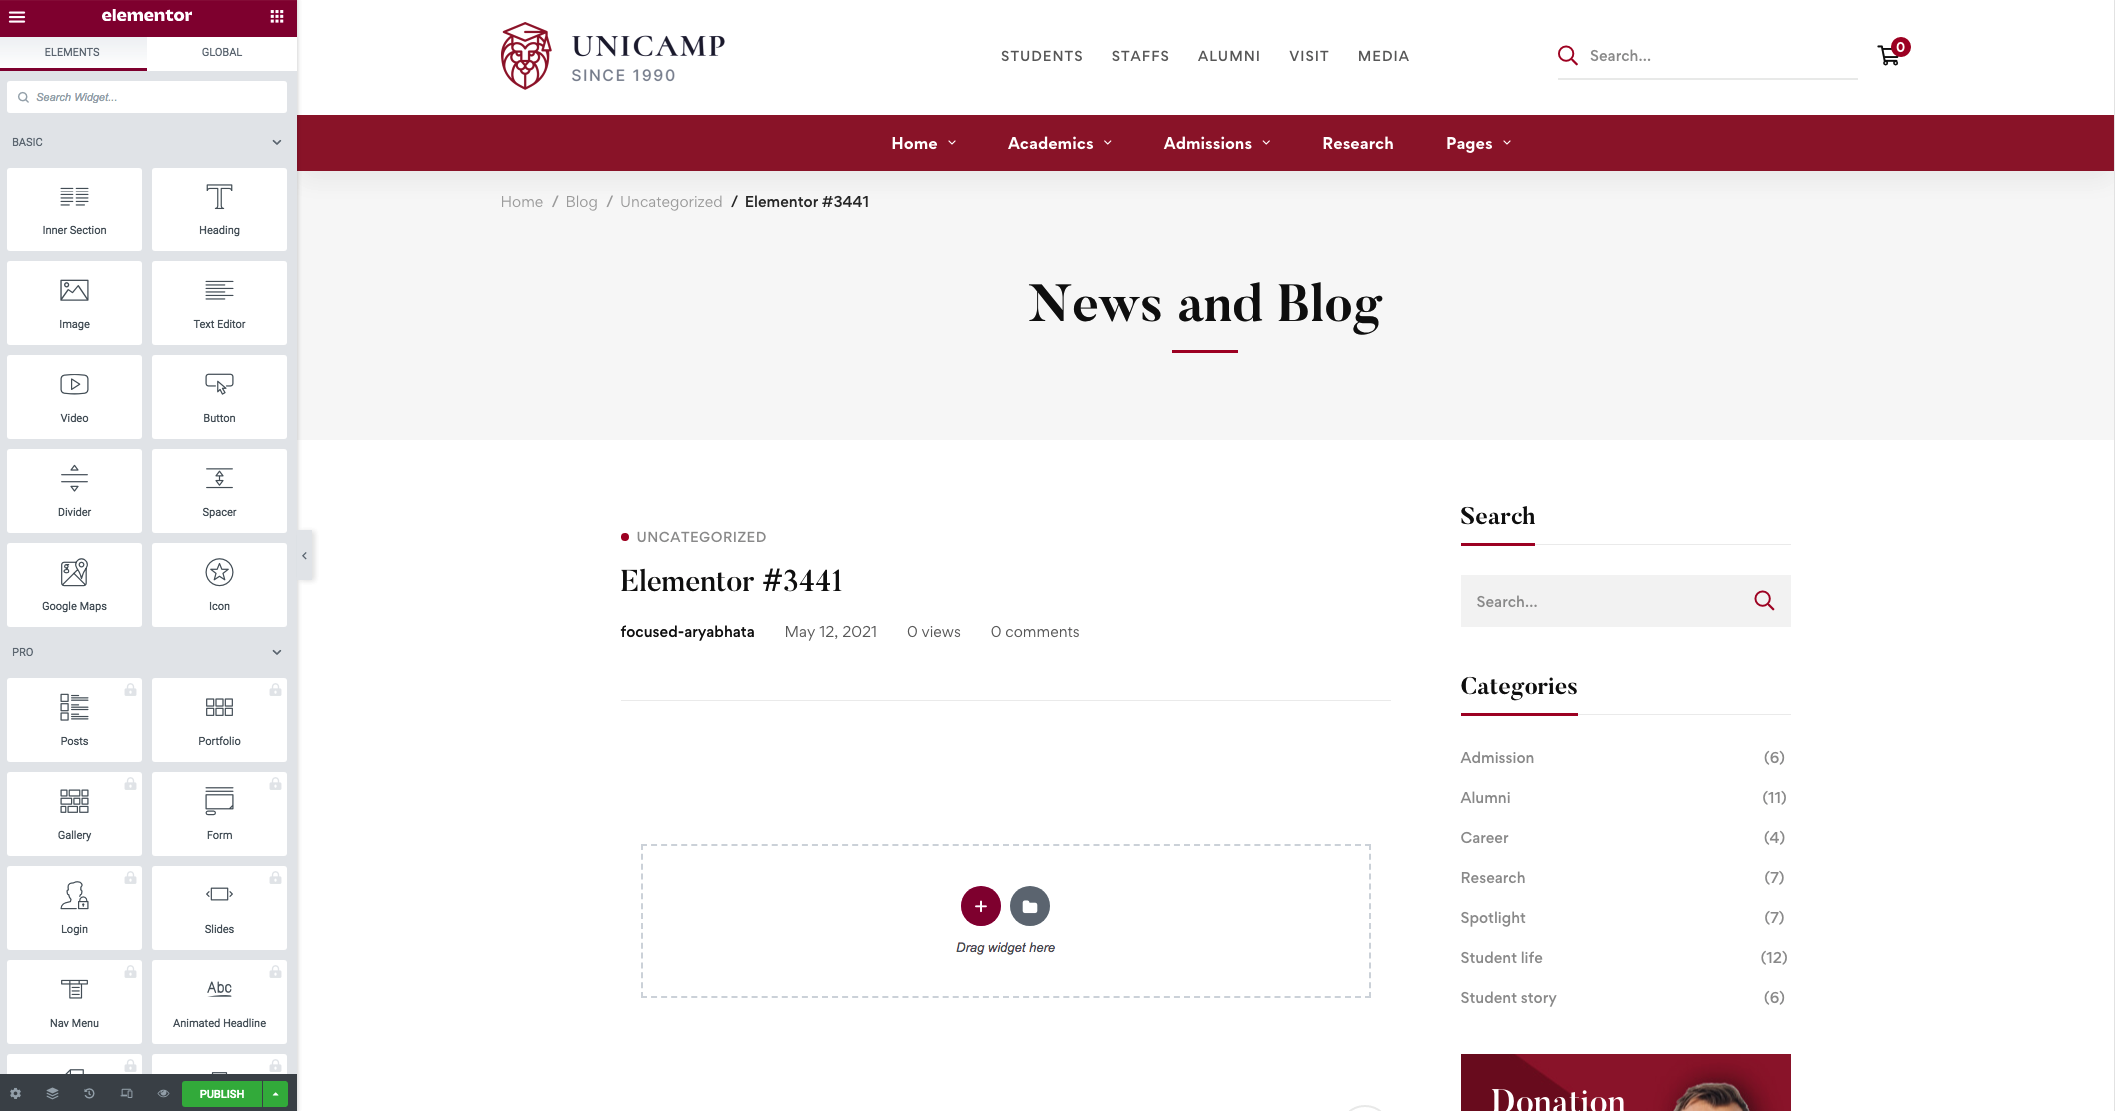 elementor
ELEMENTS
GLOBAL
Search Widget...
BASIC
Inner Section
Heading
Image
Text Editor
Video
Button
Divider
Spacer
Google Maps
Icon
PRO
Posts
Portfolio
Gallery
Form
Login
Slides
Nav Menu
Abc
Animated Headline
PUBLISH
UNICAMP
SINCE 1990
STUDENTS STAFFS ALUMNI VISIT MEDIA
Search...
0
Home Academics Admissions Research Pages
Home / Blog / Uncategorized / Elementor #3441
News and Blog
UNCATEGORIZED
Elementor #3441
focused-aryabhata May 12, 2021 0 views 0 comments
Drag widget here
Search
Search...
Categories
Admission (6)
Alumni (11)
Career (4)
Research (7)
Spotlight (7)
Student life (12)
Student story (6)
Donation